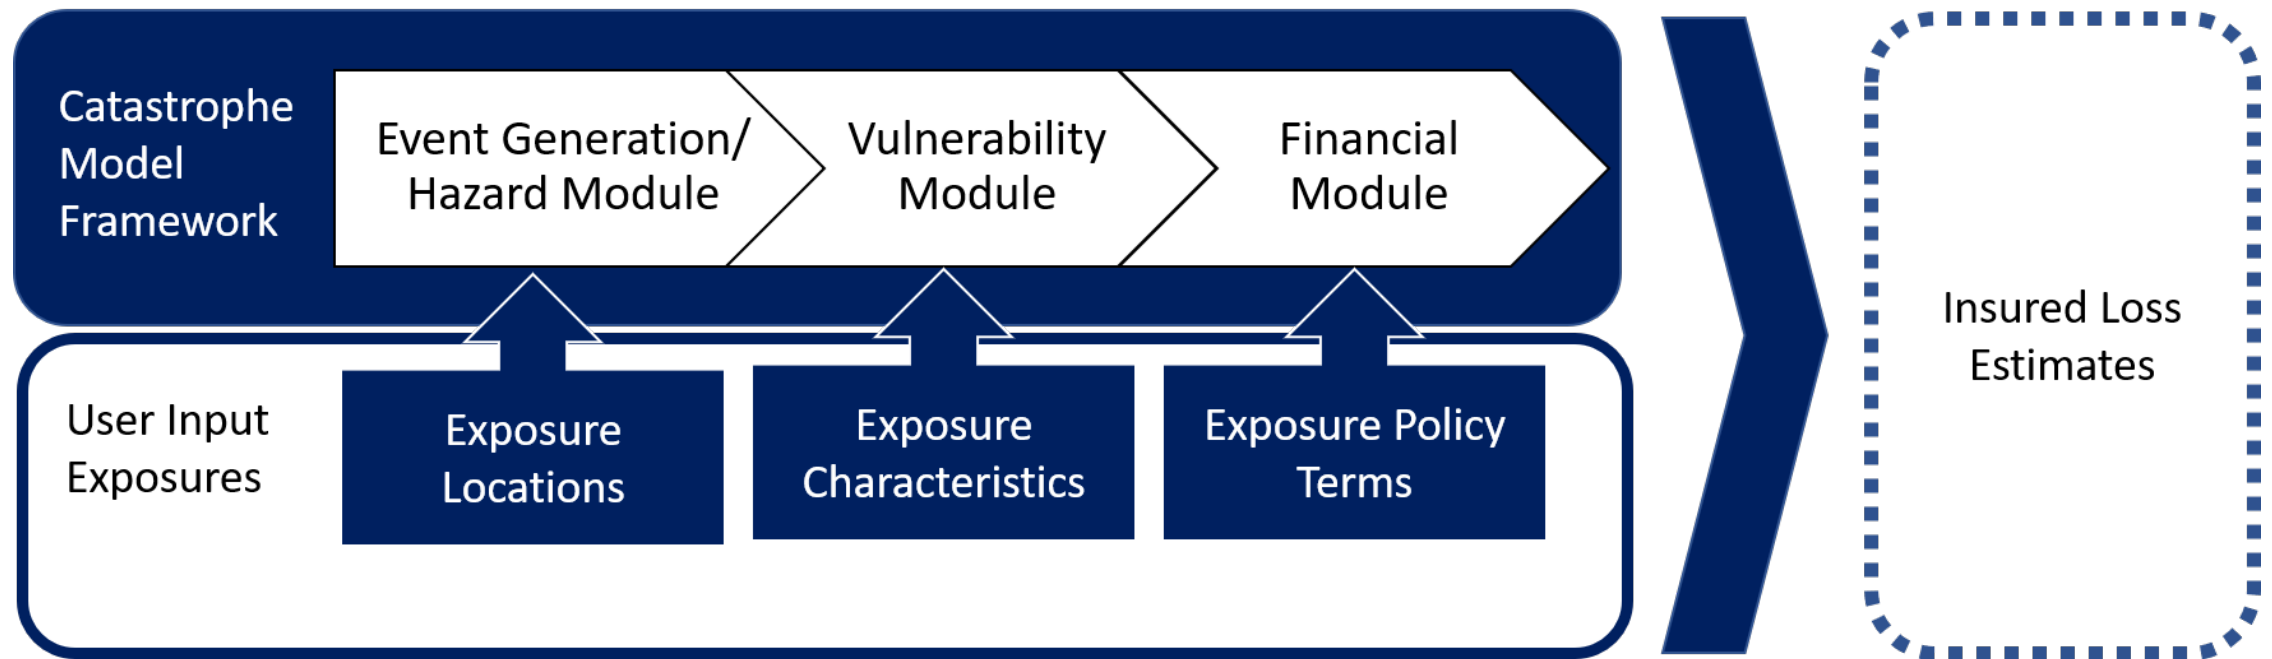 Catastrophe
Model
Framework
Event Generation/
Hazard Module
Vulnerability
Module
Financial
Module
User Input
Exposures
Exposure
Locations
Exposure
Characteristics
Exposure Policy
Terms
Insured Loss
Estimates